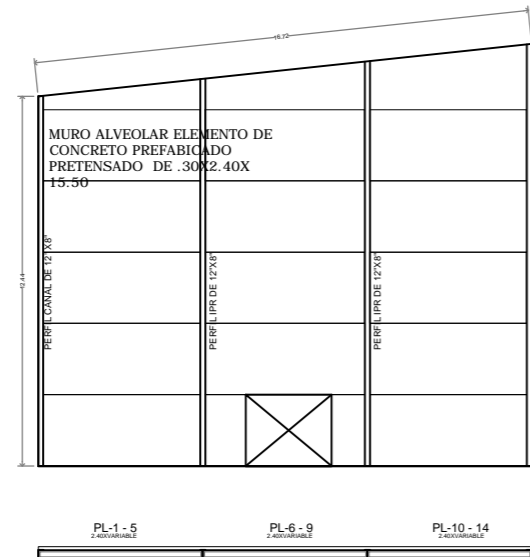 16.72
MURO ALVEOLAR ELEMENTO DE
CONCRETO PREFABICADO
PRETENSADO DE .30X2.40X
15.50
12.44
PERFIL CANAL DE 12"X8"
PERFIL IPR DE 12"X8"
PERFIL IPR DE 12"X8"
PL-1 - 5
2.40XVARIABLE
PL-6 - 9
2.40XVARIABLE
PL-10 - 14
2.40XVARIABLE